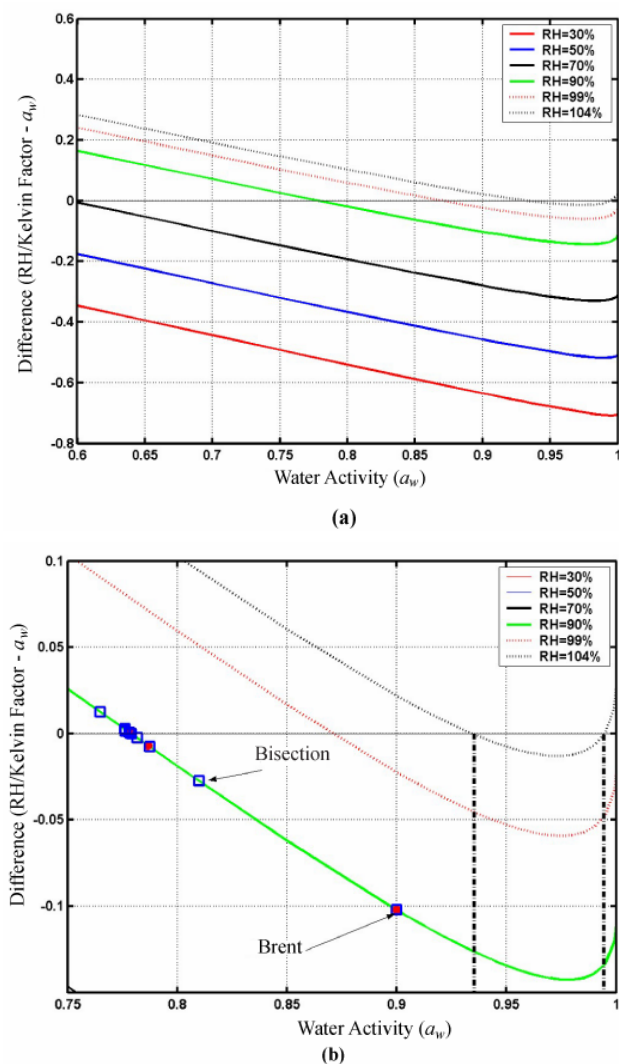 0.6
0.4
0.2
0
-0.2
-0.4
-0.6
-0.8
Difference (RH/Kelvin Factor - aw)
RH=30%
RH=50%
RH=70%
RH=90%
RH=99%
RH=104%
0.6 0.65 0.7 0.75 0.8 0.85 0.9 0.95 1
Water Activity (aw)
(a)
0.1
0.05
0
-0.05
-0.1
Difference (RH/Kelvin Factor - aw)
RH=30%
RH=50%
RH=70%
RH=90%
RH=99%
RH=104%
Bisection
Brent
0.75 0.8 0.85 0.9 0.95 1
Water Activity (aw)
(b)